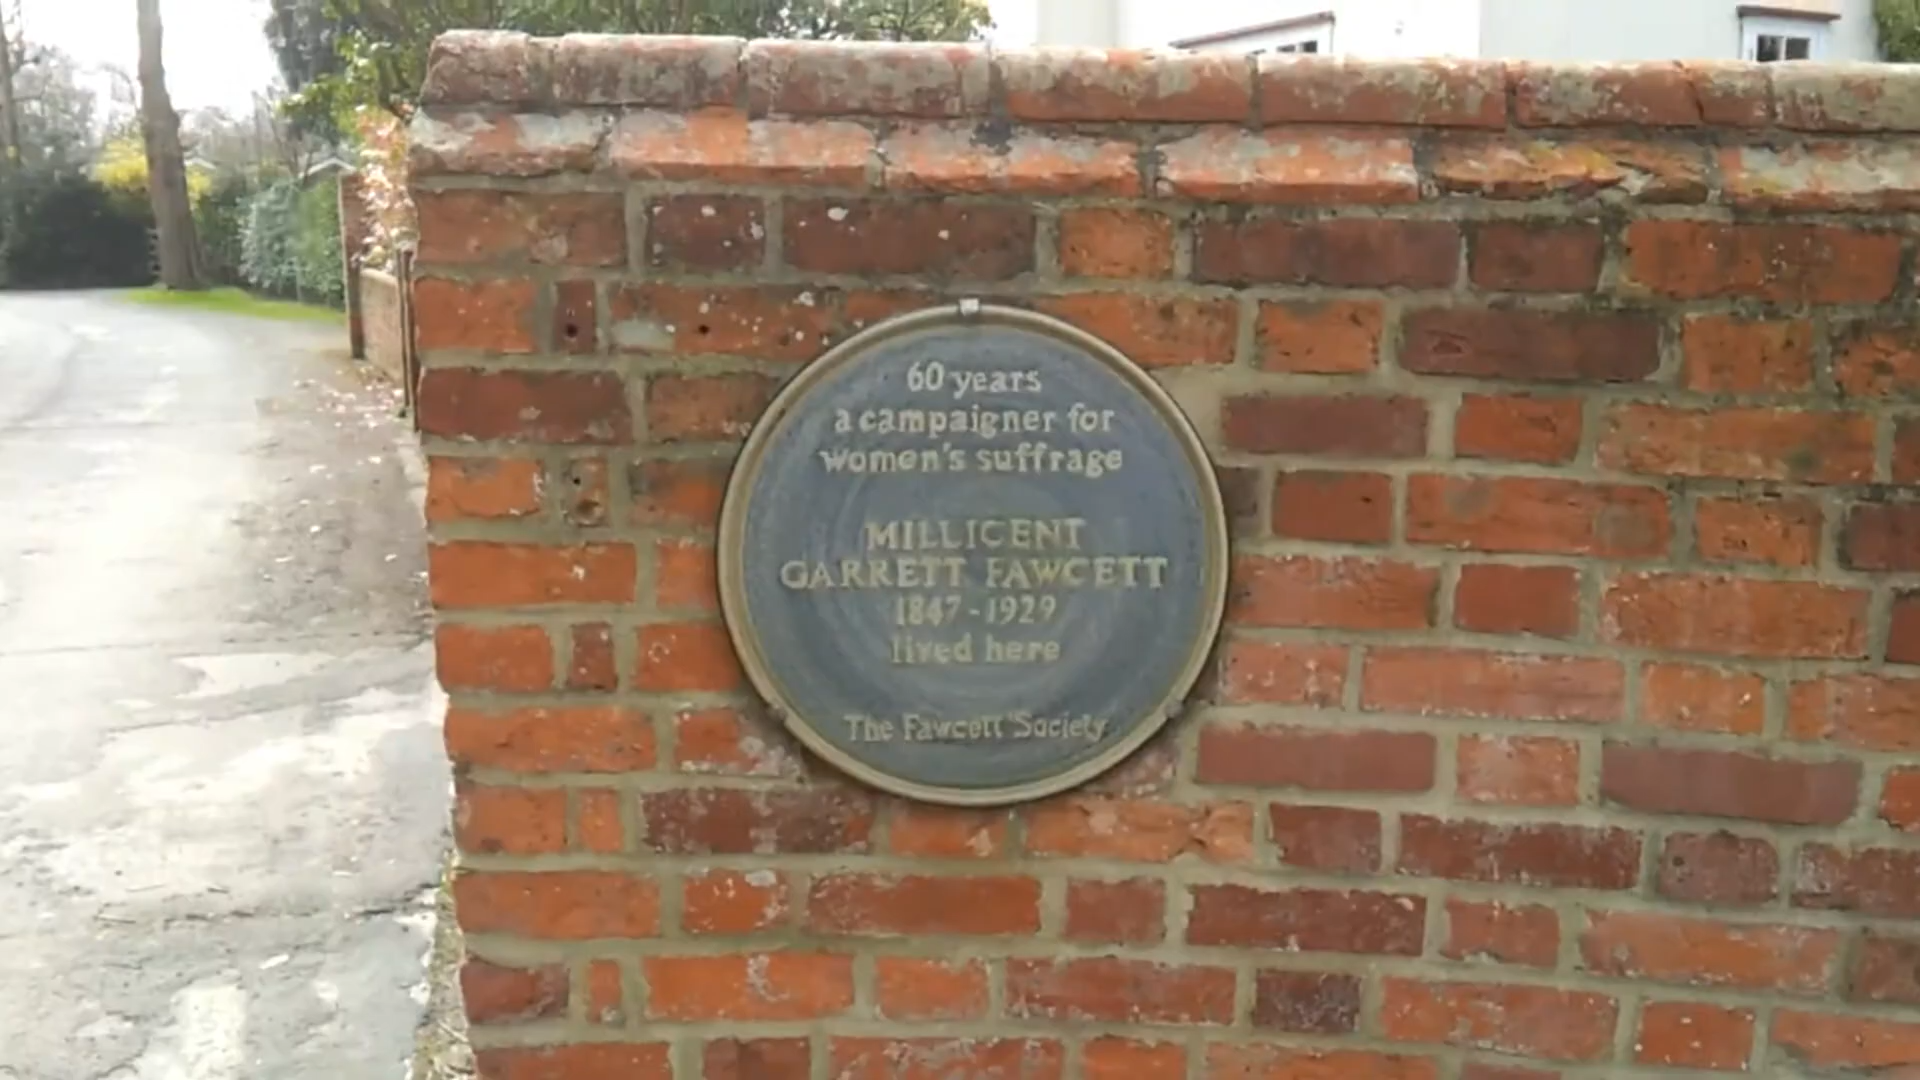 60 years
a campaigner for
women's suffrage
MILLICENT
GARRETT FAWCETT
1847-1929
lived here
The Fawcett Society